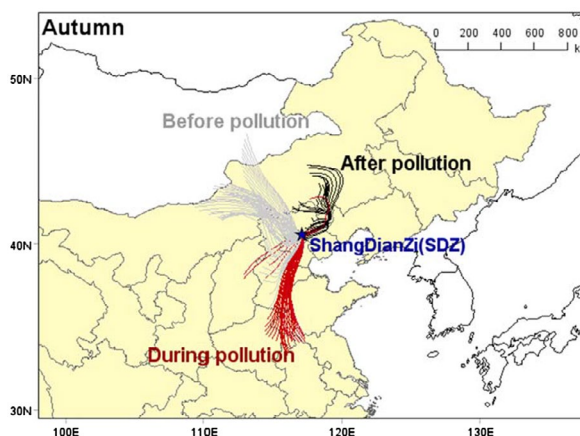 Autumn
0 200 400 600 800
k
50N
Before pollution
After pollution
40N
ShangDianZi(SDZ)
During pollution
30N
100E 110E 120E 130E